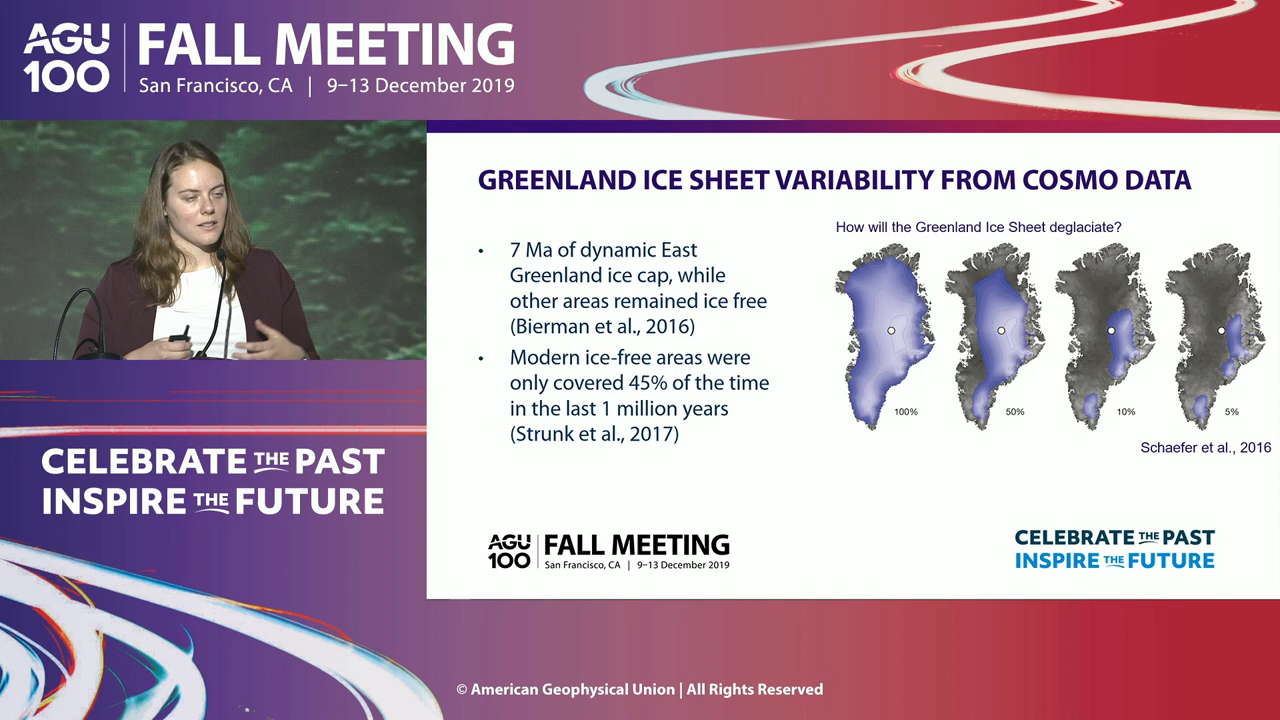 AGU 100 FALL MEETING
San Francisco, CA | 9–13 December 2019
GREENLAND ICE SHEET VARIABILITY FROM COSMO DATA
• 7 Ma of dynamic East
Greenland ice cap, while
other areas remained ice free
(Bierman et al., 2016)
• Modern ice-free areas were
only covered 45% of the time
in the last 1 million years
(Strunk et al., 2017)
How will the Greenland Ice Sheet deglaciate?
100%
50%
10%
5%
Schaefer et al., 2016
CELEBRATE THE PAST
INSPIRE THE FUTURE
AGU 100 FALL MEETING
San Francisco, CA | 9–13 December 2019
CELEBRATE THE PAST
INSPIRE THE FUTURE
© American Geophysical Union | All Rights Reserved